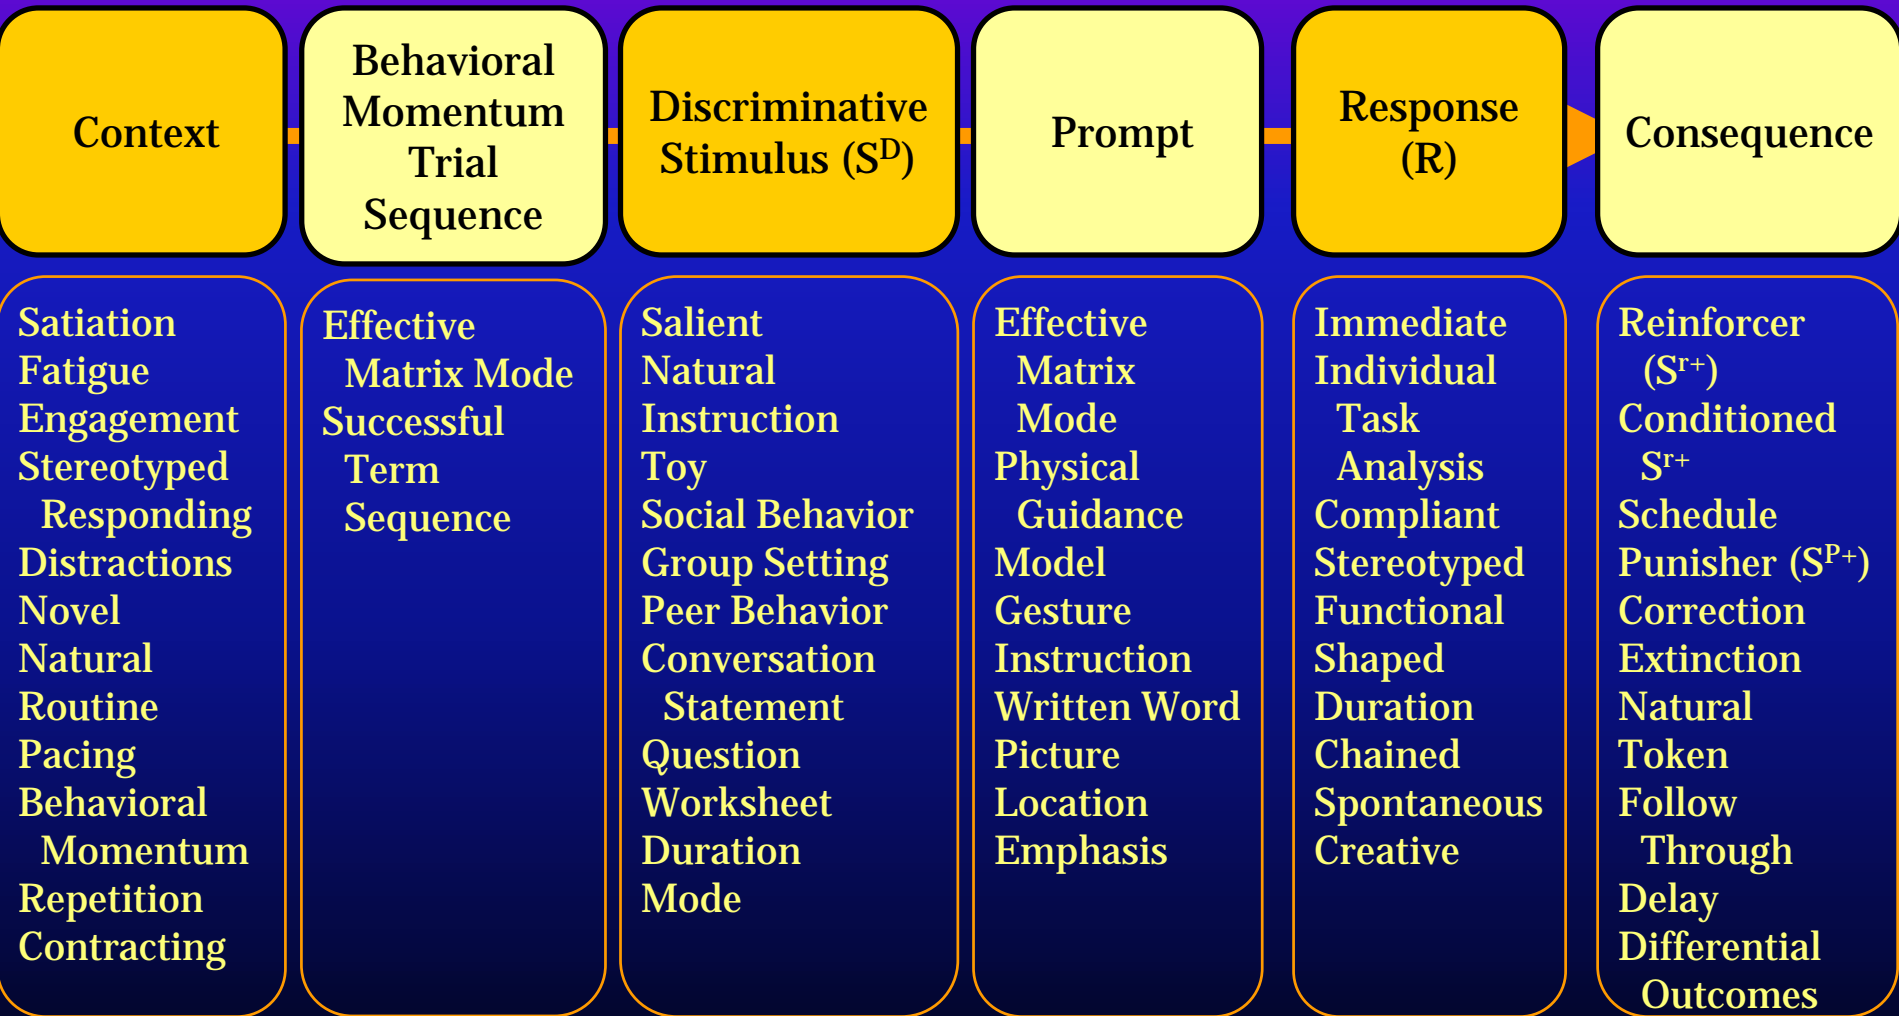 Context
Behavioral
Momentum
Trial
Sequence
Discriminative
Stimulus (S^D)
Prompt
Response
(R)
Consequence
Satiation
Fatigue
Engagement
Stereotyped
Responding
Distractions
Novel
Natural
Routine
Pacing
Behavioral
Momentum
Repetition
Contracting
Effective
Matrix Mode
Successful
Term
Sequence
Salient
Natural
Instruction
Toy
Social Behavior
Group Setting
Peer Behavior
Conversation
Statement
Question
Worksheet
Duration
Mode
Effective
Matrix
Mode
Physical
Guidance
Model
Gesture
Instruction
Written Word
Picture
Location
Emphasis
Immediate
Individual
Task
Analysis
Compliant
Stereotyped
Functional
Shaped
Duration
Chained
Spontaneous
Creative
Reinforcer
(S^r+)
Conditioned
S^r+
Schedule
Punisher (S^P+)
Correction
Extinction
Natural
Token
Follow
Through
Delay
Differential
Outcomes